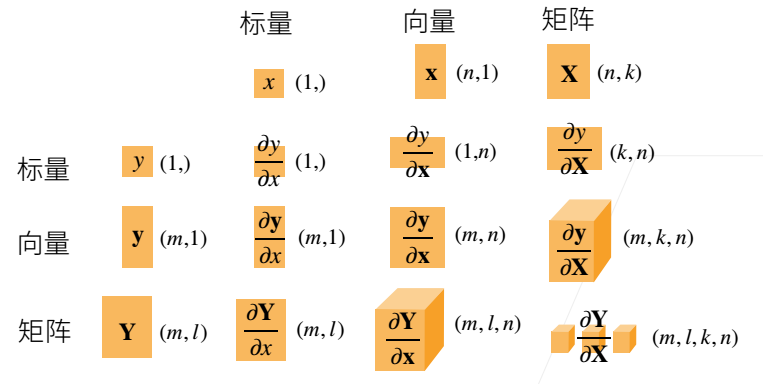 标量 向量 矩阵
x (1,) 𝐱 (n,1) 𝐗 (n, k)
标量 y (1,) ∂y/∂x (1,) ∂y/∂𝐱 (1,n) ∂y/∂𝐗 (k, n)
向量 𝐲 (m,1) ∂𝐲/∂x (m,1) ∂𝐲/∂𝐱 (m, n) ∂𝐲/∂𝐗 (m, k, n)
矩阵 𝐘 (m, l) ∂𝐘/∂x (m, l) ∂𝐘/∂𝐱 (m, l, n) ∂𝐘/∂𝐗 (m, l, k, n)